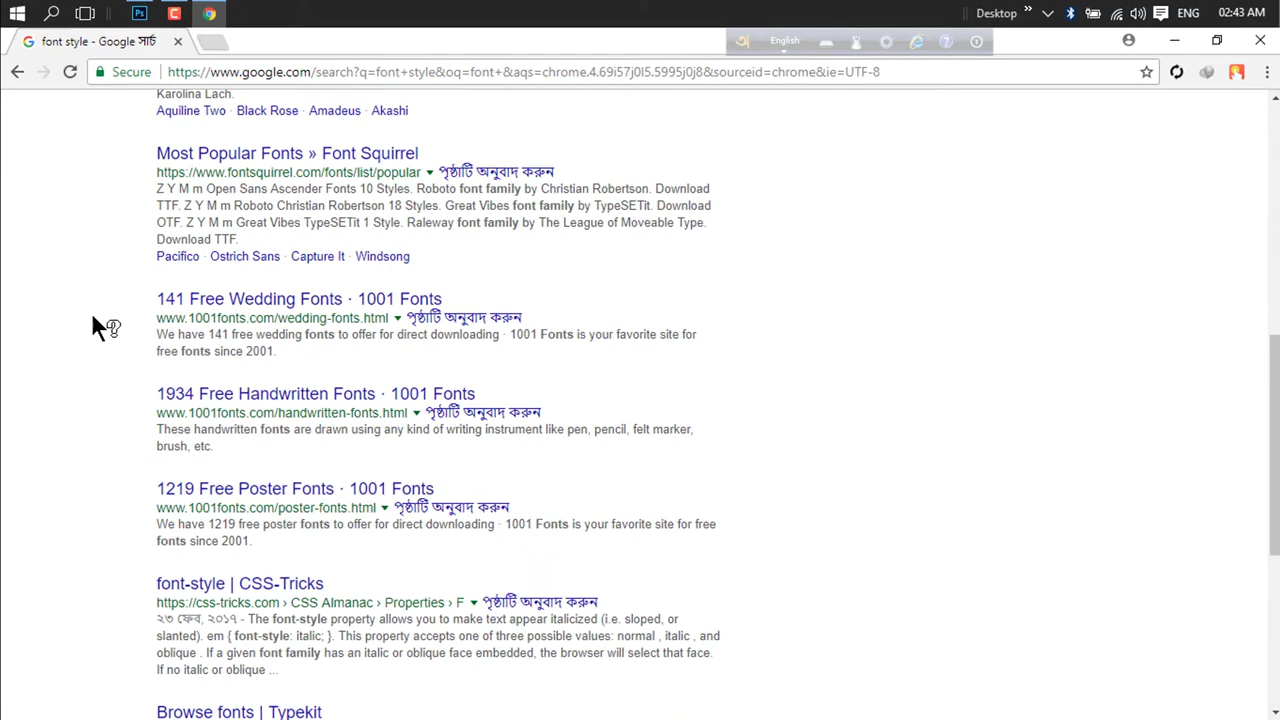 Desktop » ENG 02:43 AM
font style - Google সার্চ
English
Secure https://www.google.com/search?q=font+style&oq=font+&aqs=chrome.4.69i57j0l5.5995j0j8&sourceid=chrome&ie=UTF-8
Karolina Lach.
Aquiline Two · Black Rose · Amadeus · Akashi
Most Popular Fonts » Font Squirrel
https://www.fontsquirrel.com/fonts/list/popular ▾ পৃষ্ঠাটি অনুবাদ করুন
Z Y M m Open Sans Ascender Fonts 10 Styles. Roboto font family by Christian Robertson. Download
TTF. Z Y M m Roboto Christian Robertson 18 Styles. Great Vibes font family by TypeSETit. Download
OTF. Z Y M m Great Vibes TypeSETit 1 Style. Raleway font family by The League of Moveable Type.
Download TTF.
Pacifico · Ostrich Sans · Capture It · Windsong
141 Free Wedding Fonts · 1001 Fonts
www.1001fonts.com/wedding-fonts.html ▾ পৃষ্ঠাটি অনুবাদ করুন
We have 141 free wedding fonts to offer for direct downloading · 1001 Fonts is your favorite site for
free fonts since 2001.
1934 Free Handwritten Fonts · 1001 Fonts
www.1001fonts.com/handwritten-fonts.html ▾ পৃষ্ঠাটি অনুবাদ করুন
These handwritten fonts are drawn using any kind of writing instrument like pen, pencil, felt marker,
brush, etc.
1219 Free Poster Fonts · 1001 Fonts
www.1001fonts.com/poster-fonts.html ▾ পৃষ্ঠাটি অনুবাদ করুন
We have 1219 free poster fonts to offer for direct downloading · 1001 Fonts is your favorite site for free
fonts since 2001.
font-style | CSS-Tricks
https://css-tricks.com › CSS Almanac › Properties › F ▾ পৃষ্ঠাটি অনুবাদ করুন
২৩ ফেব, ২০১৭ - The font-style property allows you to make text appear italicized (i.e. sloped, or
slanted). em { font-style: italic; }. This property accepts one of three possible values: normal , italic , and
oblique . If a given font family has an italic or oblique face embedded, the browser will select that face.
If no italic or oblique ...
Browse fonts | Typekit